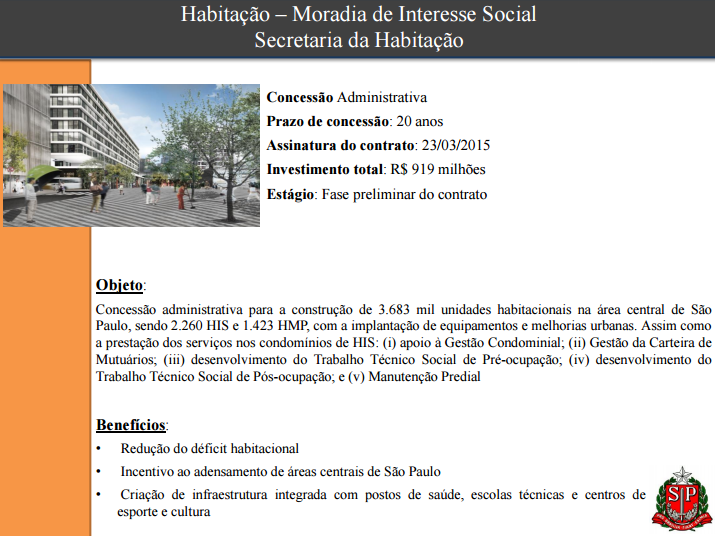 Habitação – Moradia de Interesse Social
Secretaria da Habitação
Concessão Administrativa
Prazo de concessão: 20 anos
Assinatura do contrato: 23/03/2015
Investimento total: R$ 919 milhões
Estágio: Fase preliminar do contrato
Objeto:
Concessão administrativa para a construção de 3.683 mil unidades habitacionais na área central de São
Paulo, sendo 2.260 HIS e 1.423 HMP, com a implantação de equipamentos e melhorias urbanas. Assim como
a prestação dos serviços nos condomínios de HIS: (i) apoio à Gestão Condominial; (ii) Gestão da Carteira de
Mutuários; (iii) desenvolvimento do Trabalho Técnico Social de Pré-ocupação; (iv) desenvolvimento do
Trabalho Técnico Social de Pós-ocupação; e (v) Manutenção Predial
Benefícios:
• Redução do déficit habitacional
• Incentivo ao adensamento de áreas centrais de São Paulo
• Criação de infraestrutura integrada com postos de saúde, escolas técnicas e centros de
esporte e cultura
SP